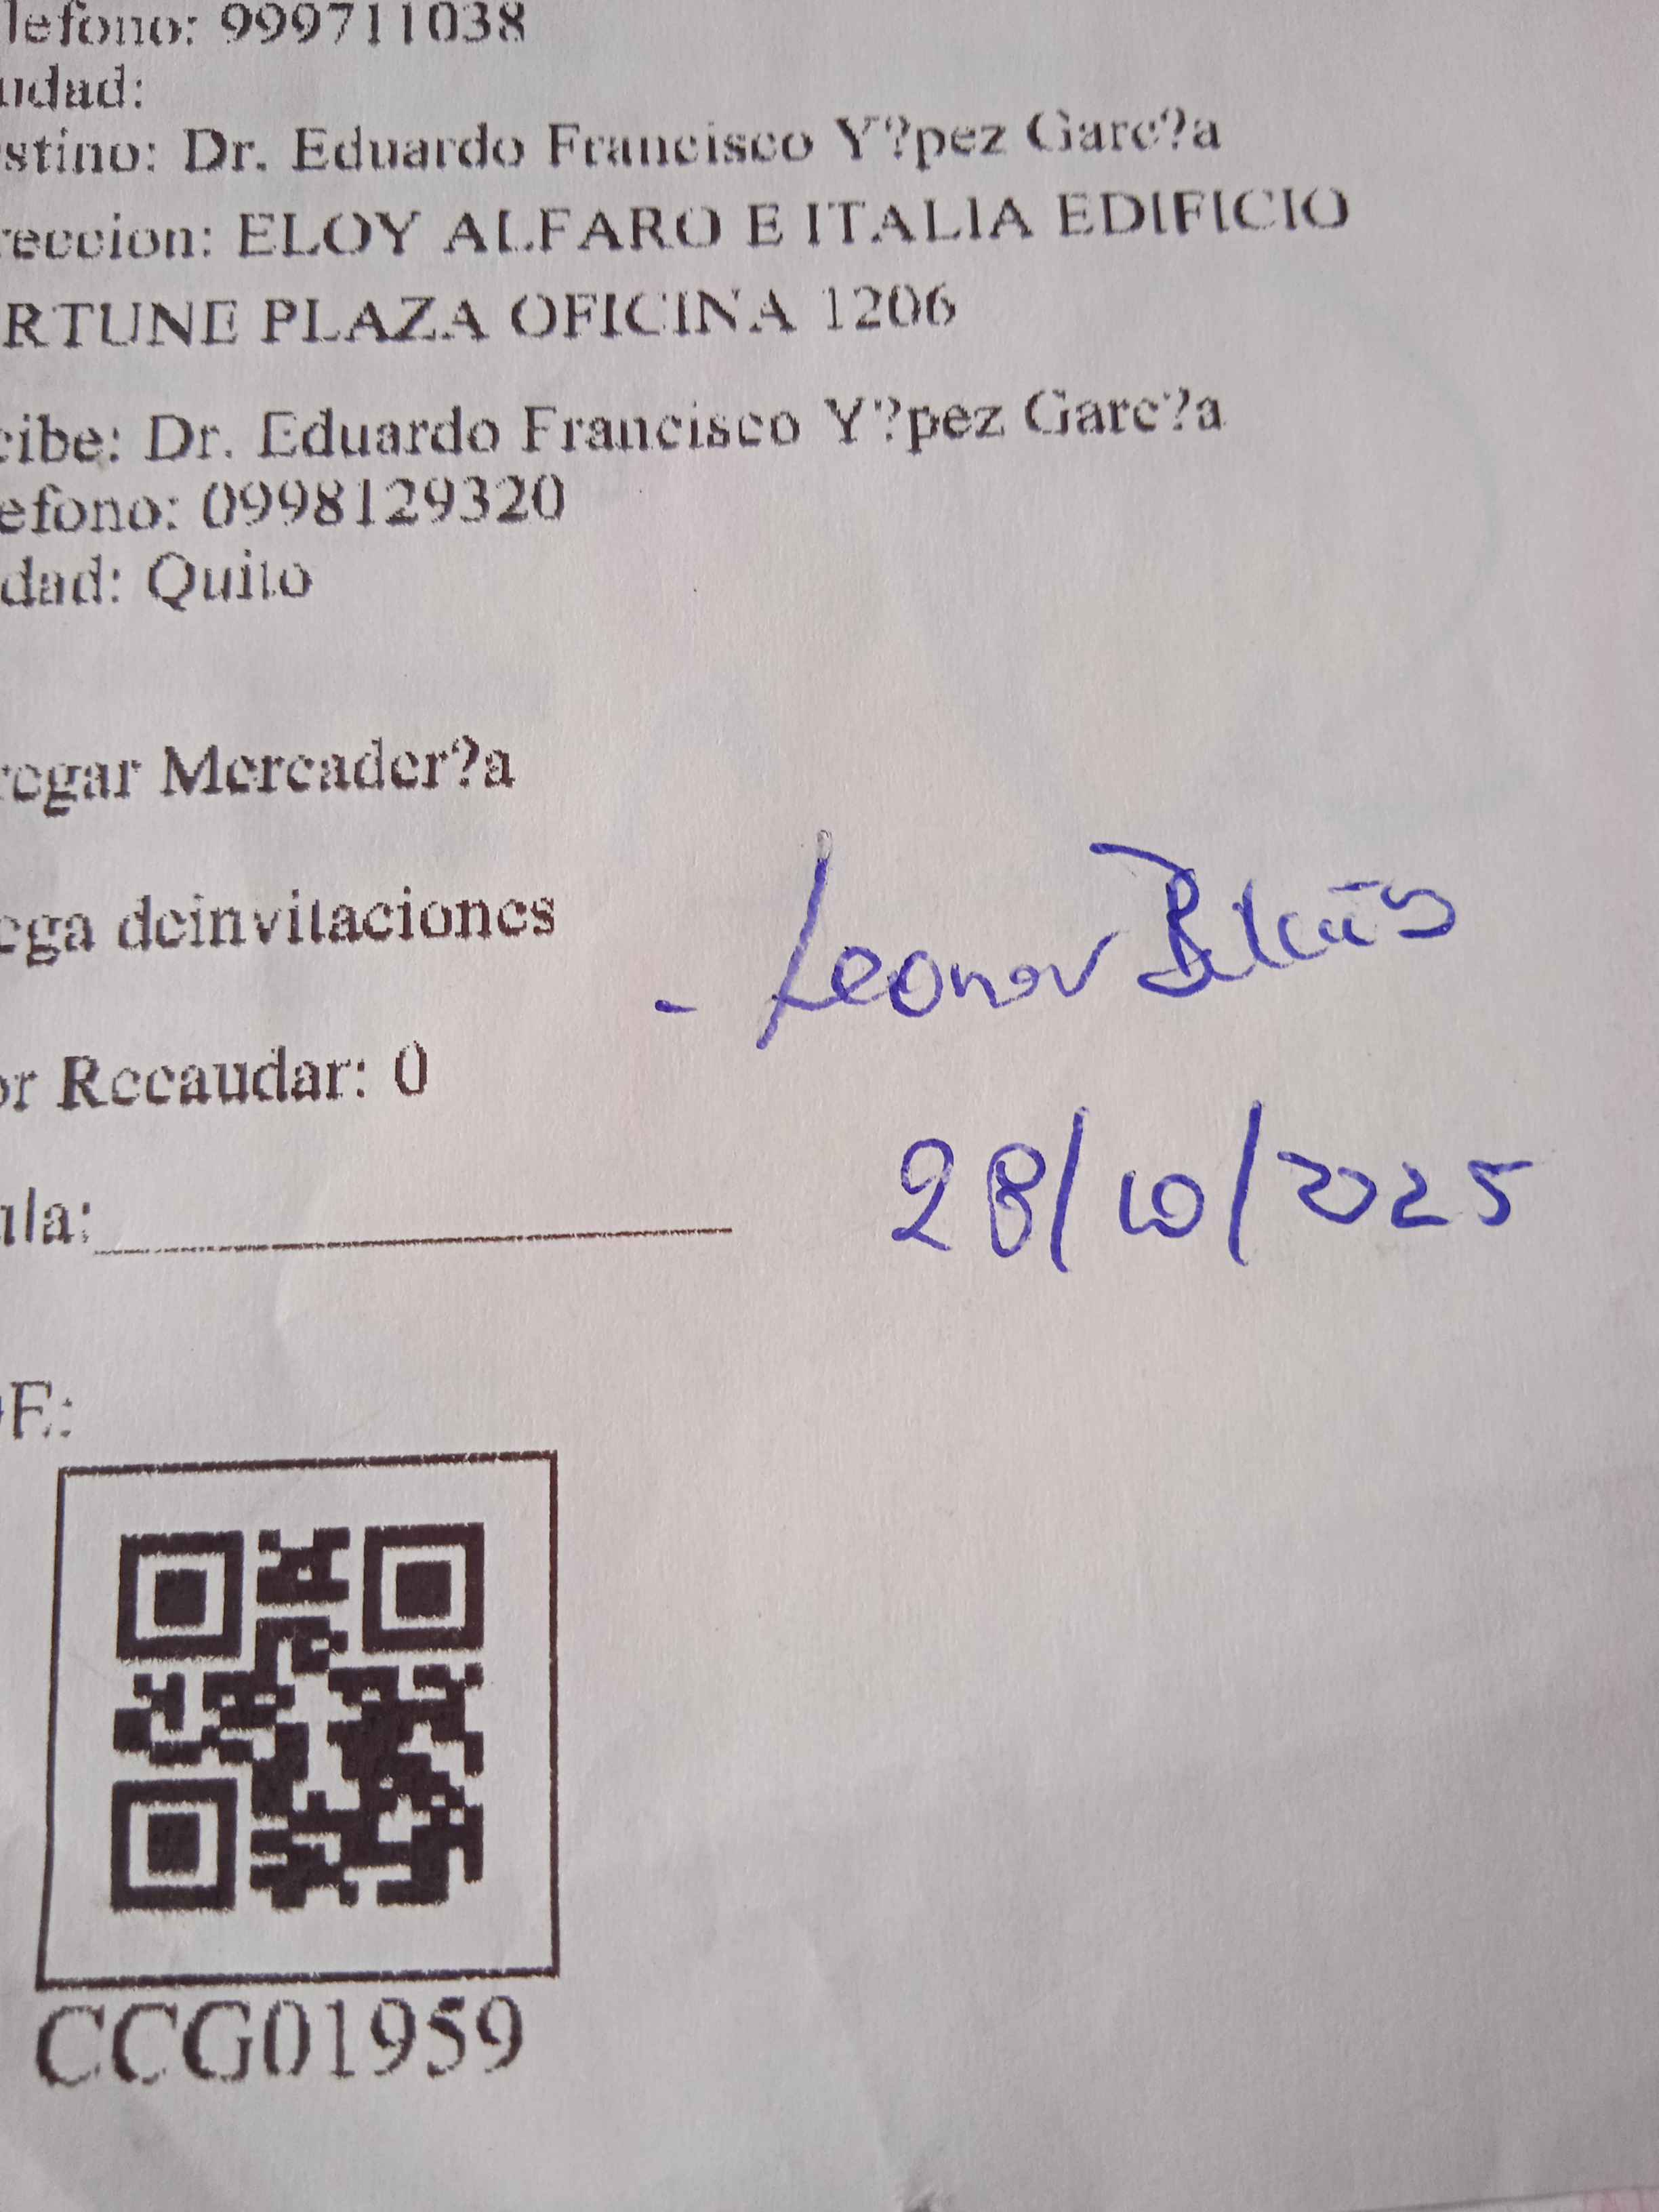 lefono: 999711038
udad:
stino: Dr. Eduardo Francisco Y?pez Garc?a
reccion: ELOY ALFARO E ITALIA EDIFICIO
RTUNE PLAZA OFICINA 1206
cibe: Dr. Eduardo Francisco Y?pez Garc?a
efono: 0998129320
dad: Quito
regar Mercader?a
ega deinvitaciones
- Leonor
or Recaudar: 0
28/10/2025
ula:
DE:
CCG01959